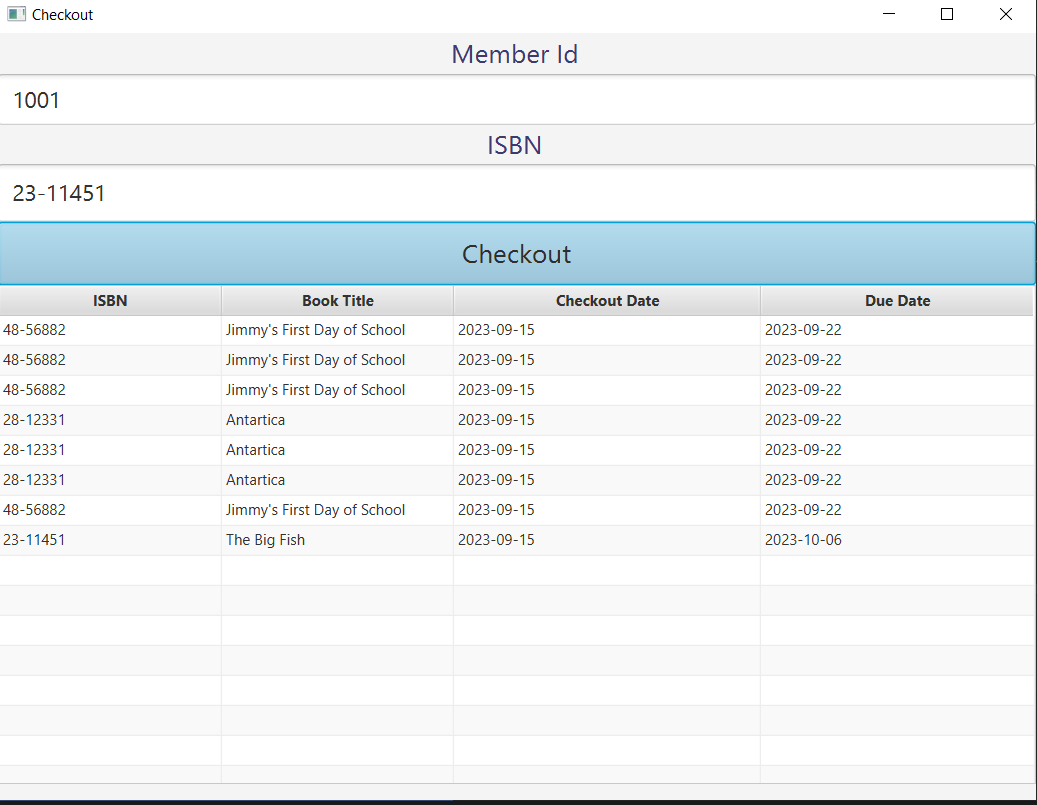 Checkout
Member Id
1001
ISBN
23-11451
Checkout
ISBN Book Title Checkout Date Due Date
48-56882 Jimmy's First Day of School 2023-09-15 2023-09-22
48-56882 Jimmy's First Day of School 2023-09-15 2023-09-22
48-56882 Jimmy's First Day of School 2023-09-15 2023-09-22
28-12331 Antartica 2023-09-15 2023-09-22
28-12331 Antartica 2023-09-15 2023-09-22
28-12331 Antartica 2023-09-15 2023-09-22
48-56882 Jimmy's First Day of School 2023-09-15 2023-09-22
23-11451 The Big Fish 2023-09-15 2023-10-06